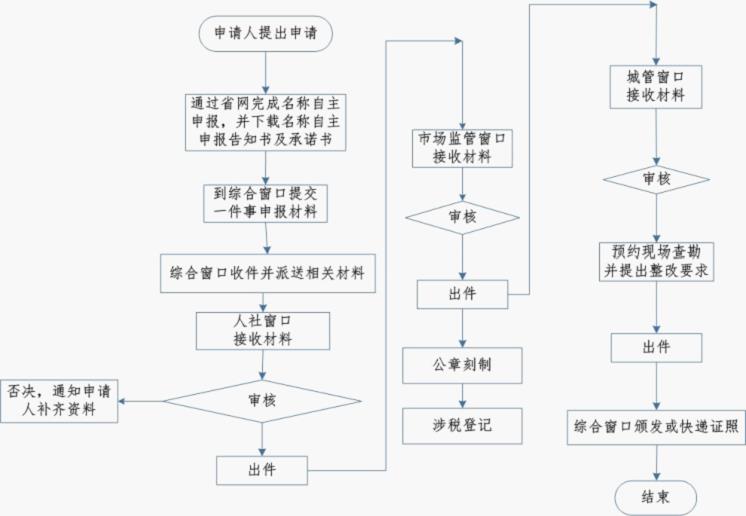 申请人提出申请
通过省网完成名称自主
申报，并下载名称自主
申报告知书及承诺书
到综合窗口提交
一件事申报材料
综合窗口收件并派送相关材料
人社窗口
接收材料
审核
否决，通知申请
人补齐资料
出件
市场监管窗口
接收材料
审核
出件
公章刻制
涉税登记
城管窗口
接收材料
审核
预约现场查勘
并提出整改要求
出件
综合窗口颁发或快递证照
结束